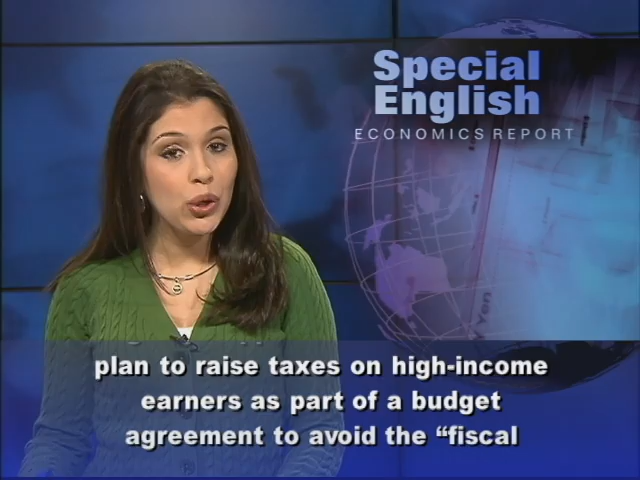 Special
English
ECONOMICS REPORT
Yen
plan to raise taxes on high-income
earners as part of a budget
agreement to avoid the “fiscal